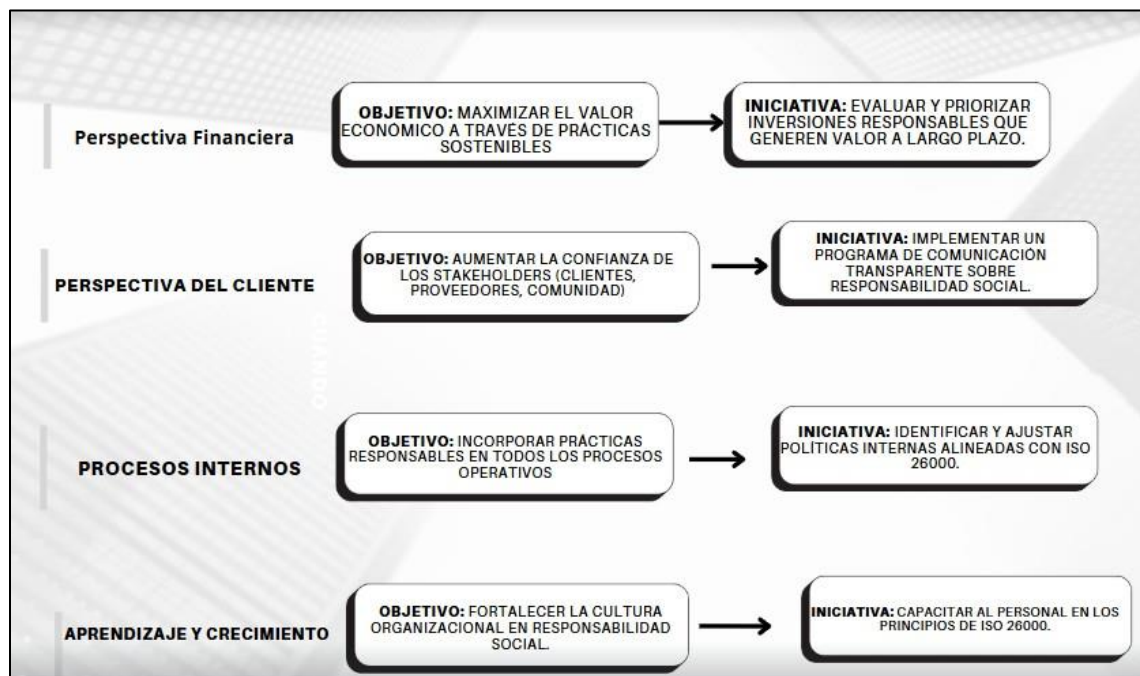 Perspectiva Financiera
OBJETIVO: MAXIMIZAR EL VALOR
ECONÓMICO A TRAVÉS DE PRÁCTICAS
SOSTENIBLES
INICIATIVA: EVALUAR Y PRIORIZAR
INVERSIONES RESPONSABLES QUE
GENEREN VALOR A LARGO PLAZO.
PERSPECTIVA DEL CLIENTE
OBJETIVO: AUMENTAR LA CONFIANZA DE
LOS STAKEHOLDERS (CLIENTES,
PROVEEDORES, COMUNIDAD)
INICIATIVA: IMPLEMENTAR UN
PROGRAMA DE COMUNICACIÓN
TRANSPARENTE SOBRE
RESPONSABILIDAD SOCIAL.
PROCESOS INTERNOS
OBJETIVO: INCORPORAR PRÁCTICAS
RESPONSABLES EN TODOS LOS PROCESOS
OPERATIVOS
INICIATIVA: IDENTIFICAR Y AJUSTAR
POLÍTICAS INTERNAS ALINEADAS CON ISO
26000.
APRENDIZAJE Y CRECIMIENTO
OBJETIVO: FORTALECER LA CULTURA
ORGANIZACIONAL EN RESPONSABILIDAD
SOCIAL.
INICIATIVA: CAPACITAR AL PERSONAL EN LOS
PRINCIPIOS DE ISO 26000.